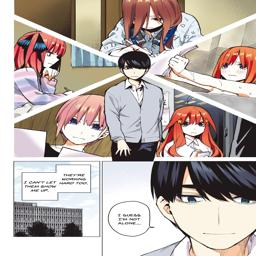 THEY'RE
WORKING
HARD TOO.
I CAN'T LET
THEM SHOW
ME UP.
I GUESS
I'M NOT
ALONE...